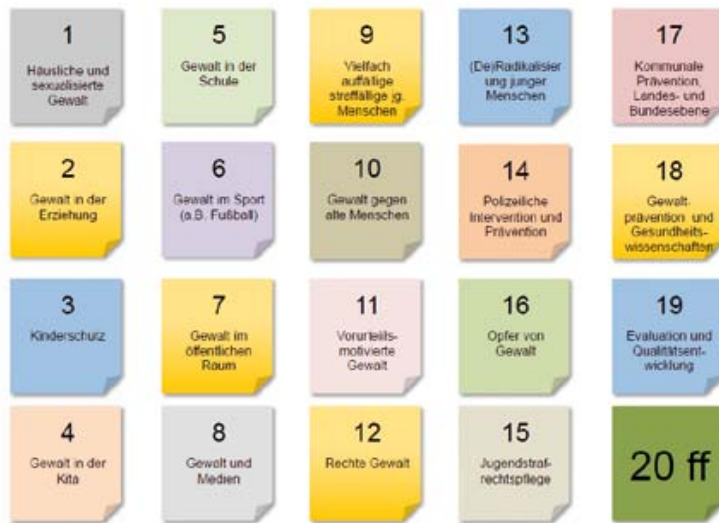 1
Häusliche und
sexualisierte
Gewalt
2
Gewalt in der
Erziehung
3
Kinderschutz
4
Gewalt in der
Kita
5
Gewalt in der
Schule
6
Gewalt im Sport
(a.B. Fußball)
7
Gewalt im
öffentlichen
Raum
8
Gewalt und
Medien
9
Vielfach
auffällige
straffällige jg.
Menschen
10
Gewalt gegen
alte Menschen
11
Vorurteils-
motivierte
Gewalt
12
Rechte Gewalt
13
(De)Radikalisier
ung junger
Menschen
14
Polizeiliche
Intervention und
Prävention
16
Opfer von
Gewalt
15
Jugendstraf-
rechtspflege
17
Kommunale
Prävention,
Landes- und
Bundesebene
18
Gewalt-
prävention und
Gesundheits-
wissenschaften
19
Evaluation und
Qualitätsent-
wicklung
20 ff